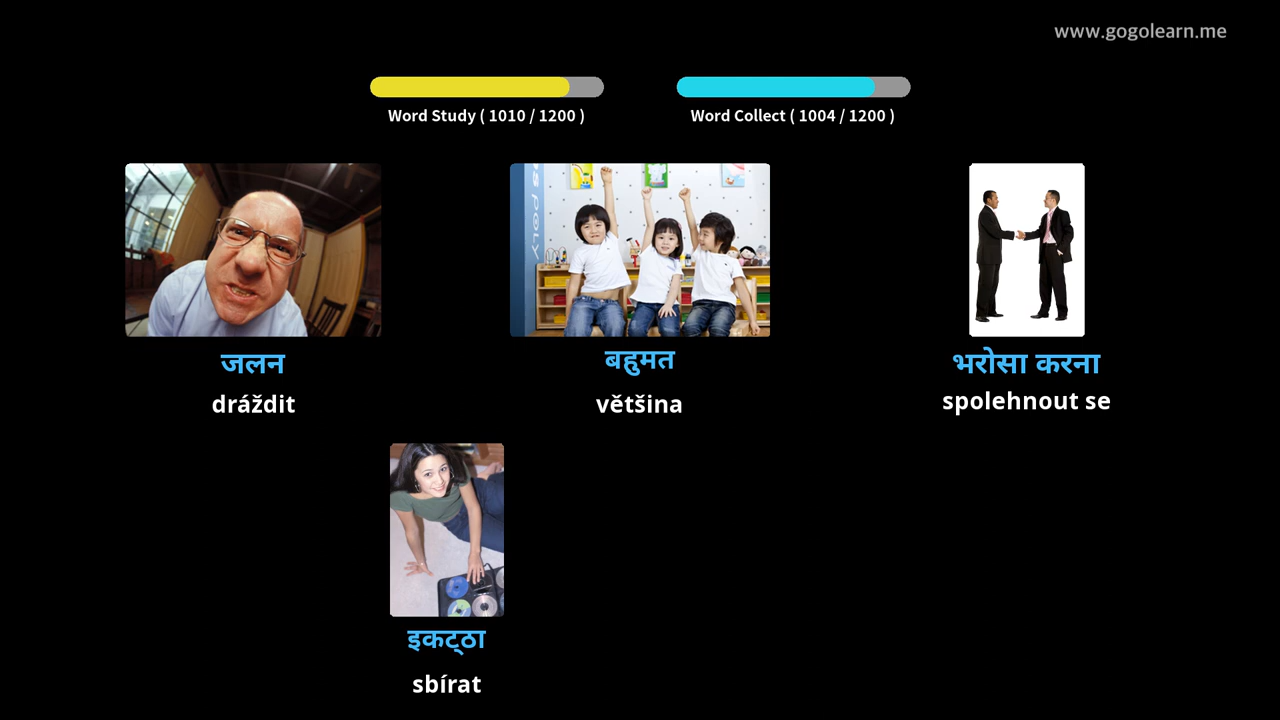 www.gogolearn.me
Word Study ( 1010 / 1200 )
Word Collect ( 1004 / 1200 )
जलन
बहुमत
भरोसा करना
dráždit
většina
spolehnout se
इकट्ठा
sbírat